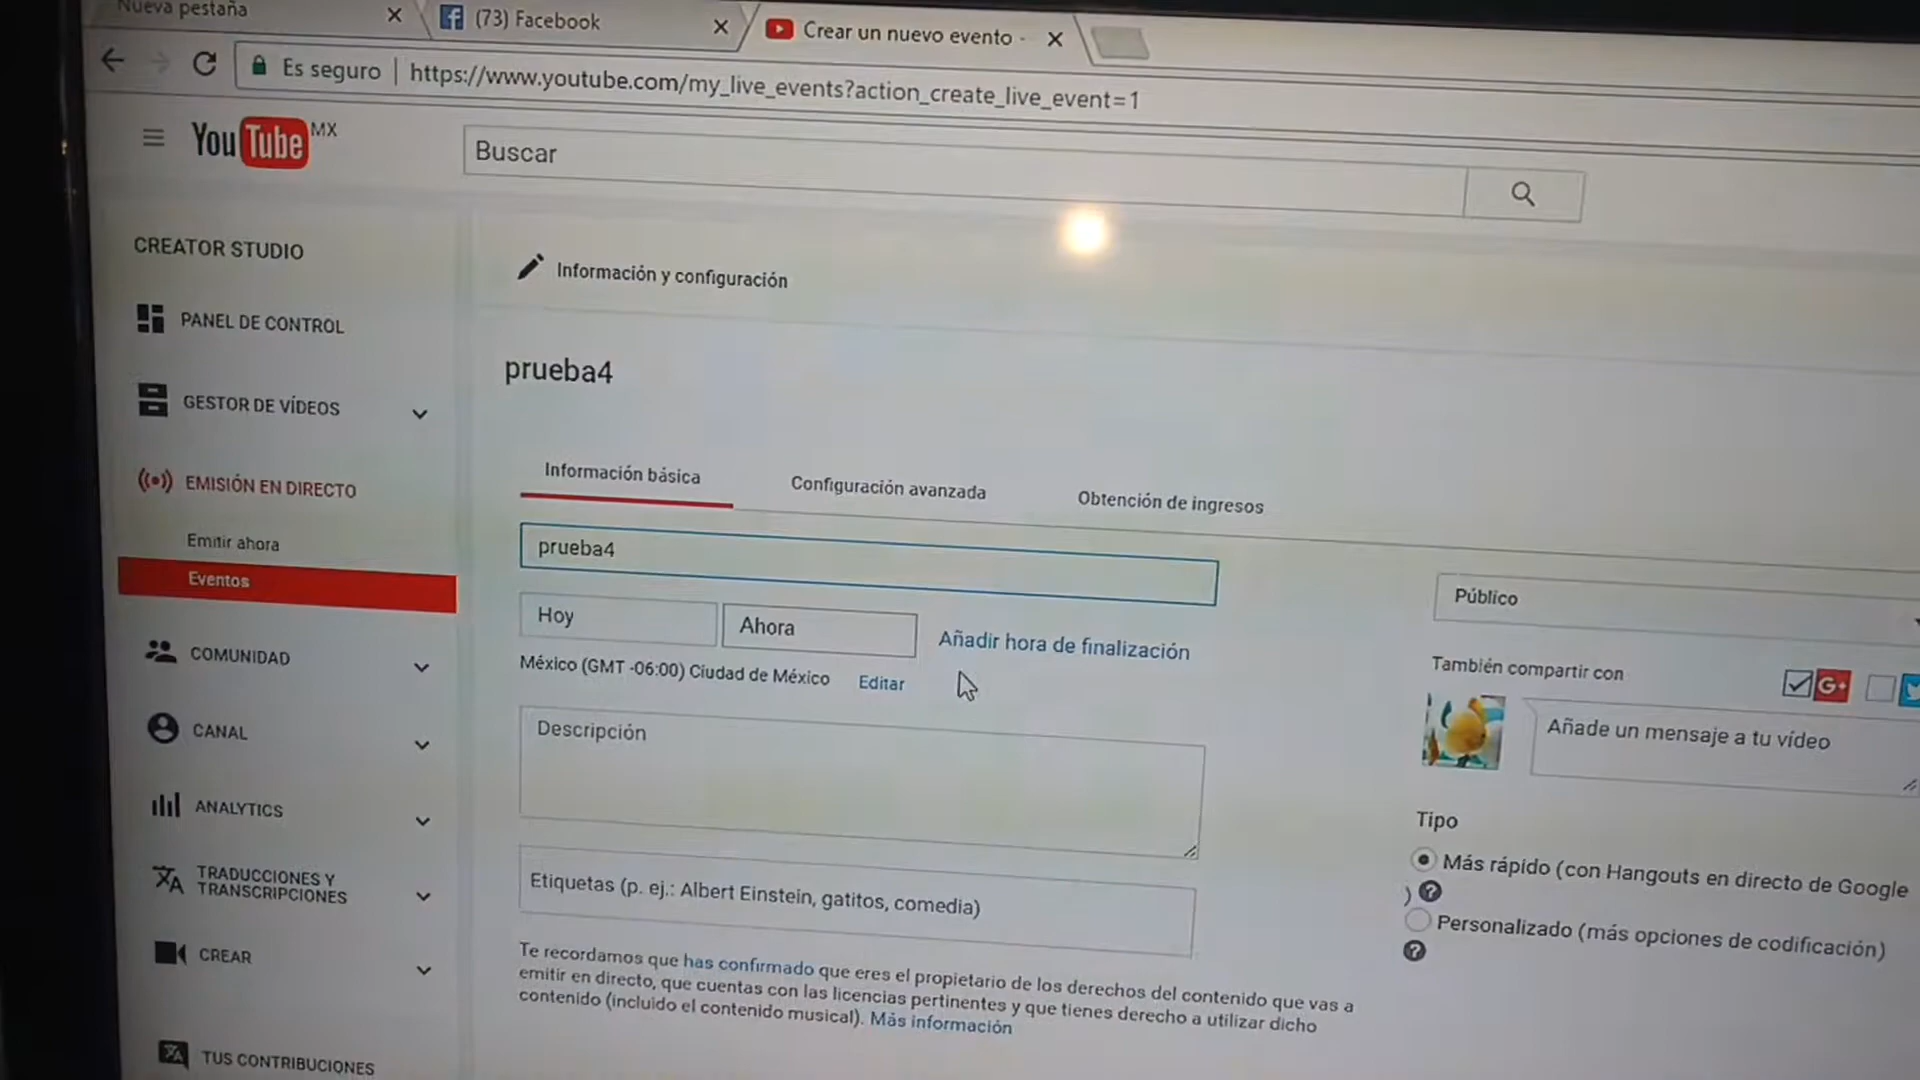 Nueva pestaña
(73) Facebook
Crear un nuevo evento -
Es seguro | https://www.youtube.com/my_live_events?action_create_live_event=1
YouTube MX
Buscar
CREATOR STUDIO
PANEL DE CONTROL
GESTOR DE VÍDEOS
EMISIÓN EN DIRECTO
Emitir ahora
Eventos
COMUNIDAD
CANAL
ANALYTICS
TRADUCCIONES Y
TRANSCRIPCIONES
CREAR
TUS CONTRIBUCIONES
Información y configuración
prueba4
Información básica
Configuración avanzada
Obtención de ingresos
prueba4
Hoy
Ahora
Añadir hora de finalización
México (GMT -06:00) Ciudad de México
Editar
Descripción
Etiquetas (p. ej.: Albert Einstein, gatitos, comedia)
Te recordamos que has confirmado que eres el propietario de los derechos del contenido que vas a
emitir en directo, que cuentas con las licencias pertinentes y que tienes derecho a utilizar dicho
contenido (incluido el contenido musical). Más información
Público
También compartir con
G+
Añade un mensaje a tu vídeo
Tipo
Más rápido (con Hangouts en directo de Google
) ?
Personalizado (más opciones de codificación)
?